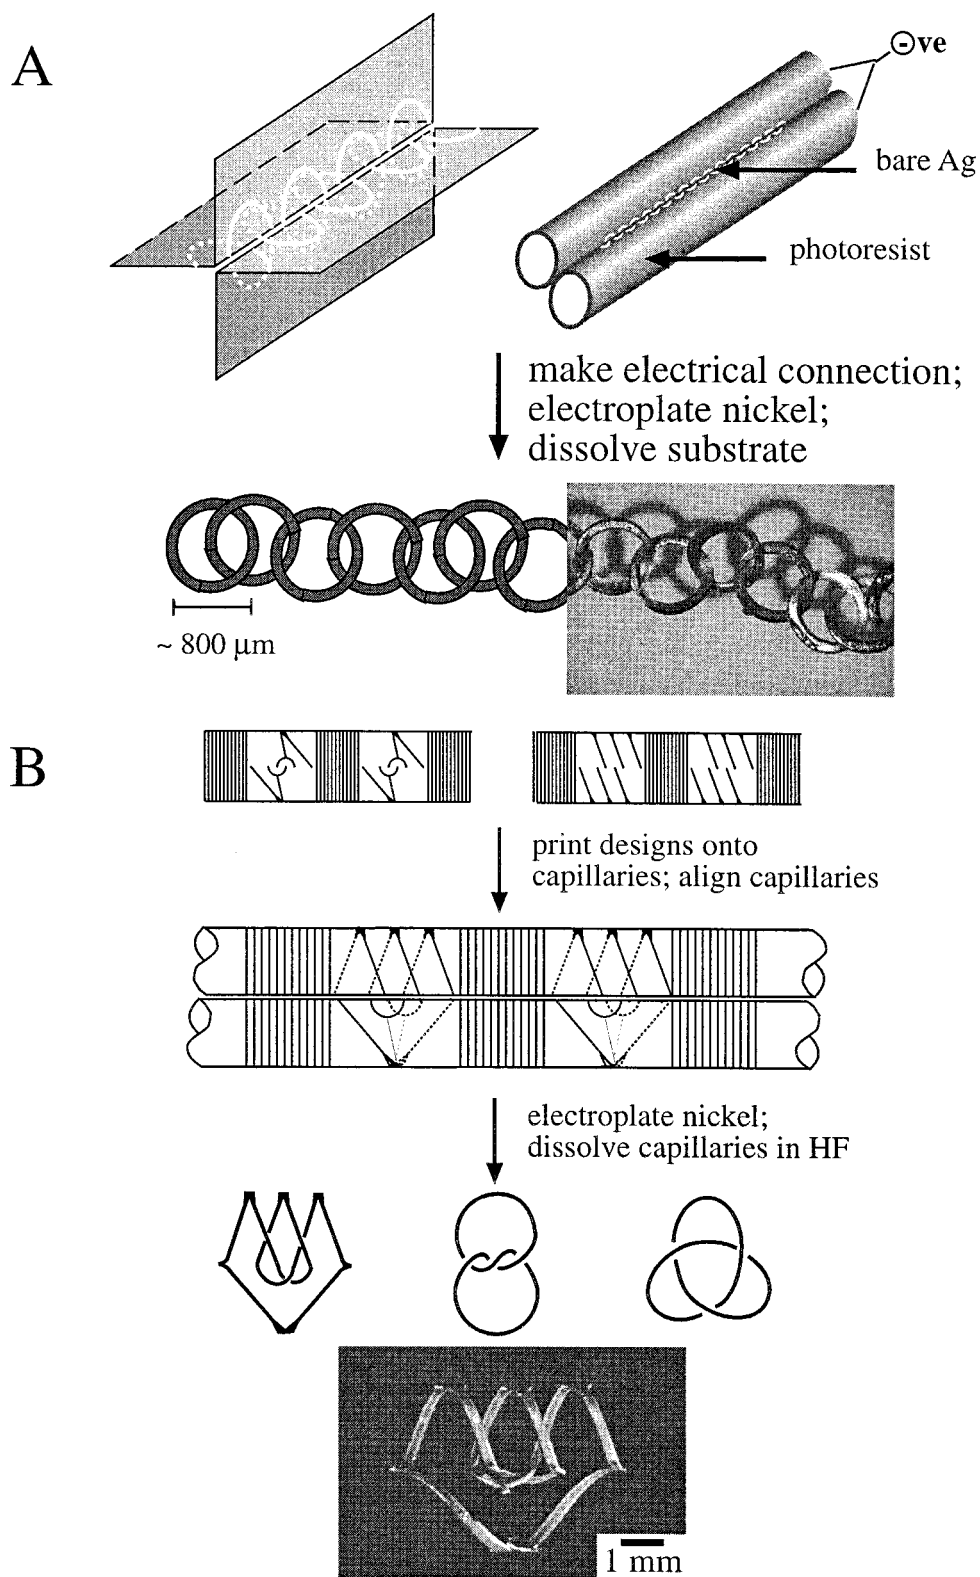 A
⊖ve
bare Ag
photoresist
make electrical connection;
electroplate nickel;
dissolve substrate
~ 800 μm
B
print designs onto
capillaries; align capillaries
electroplate nickel;
dissolve capillaries in HF
1 mm